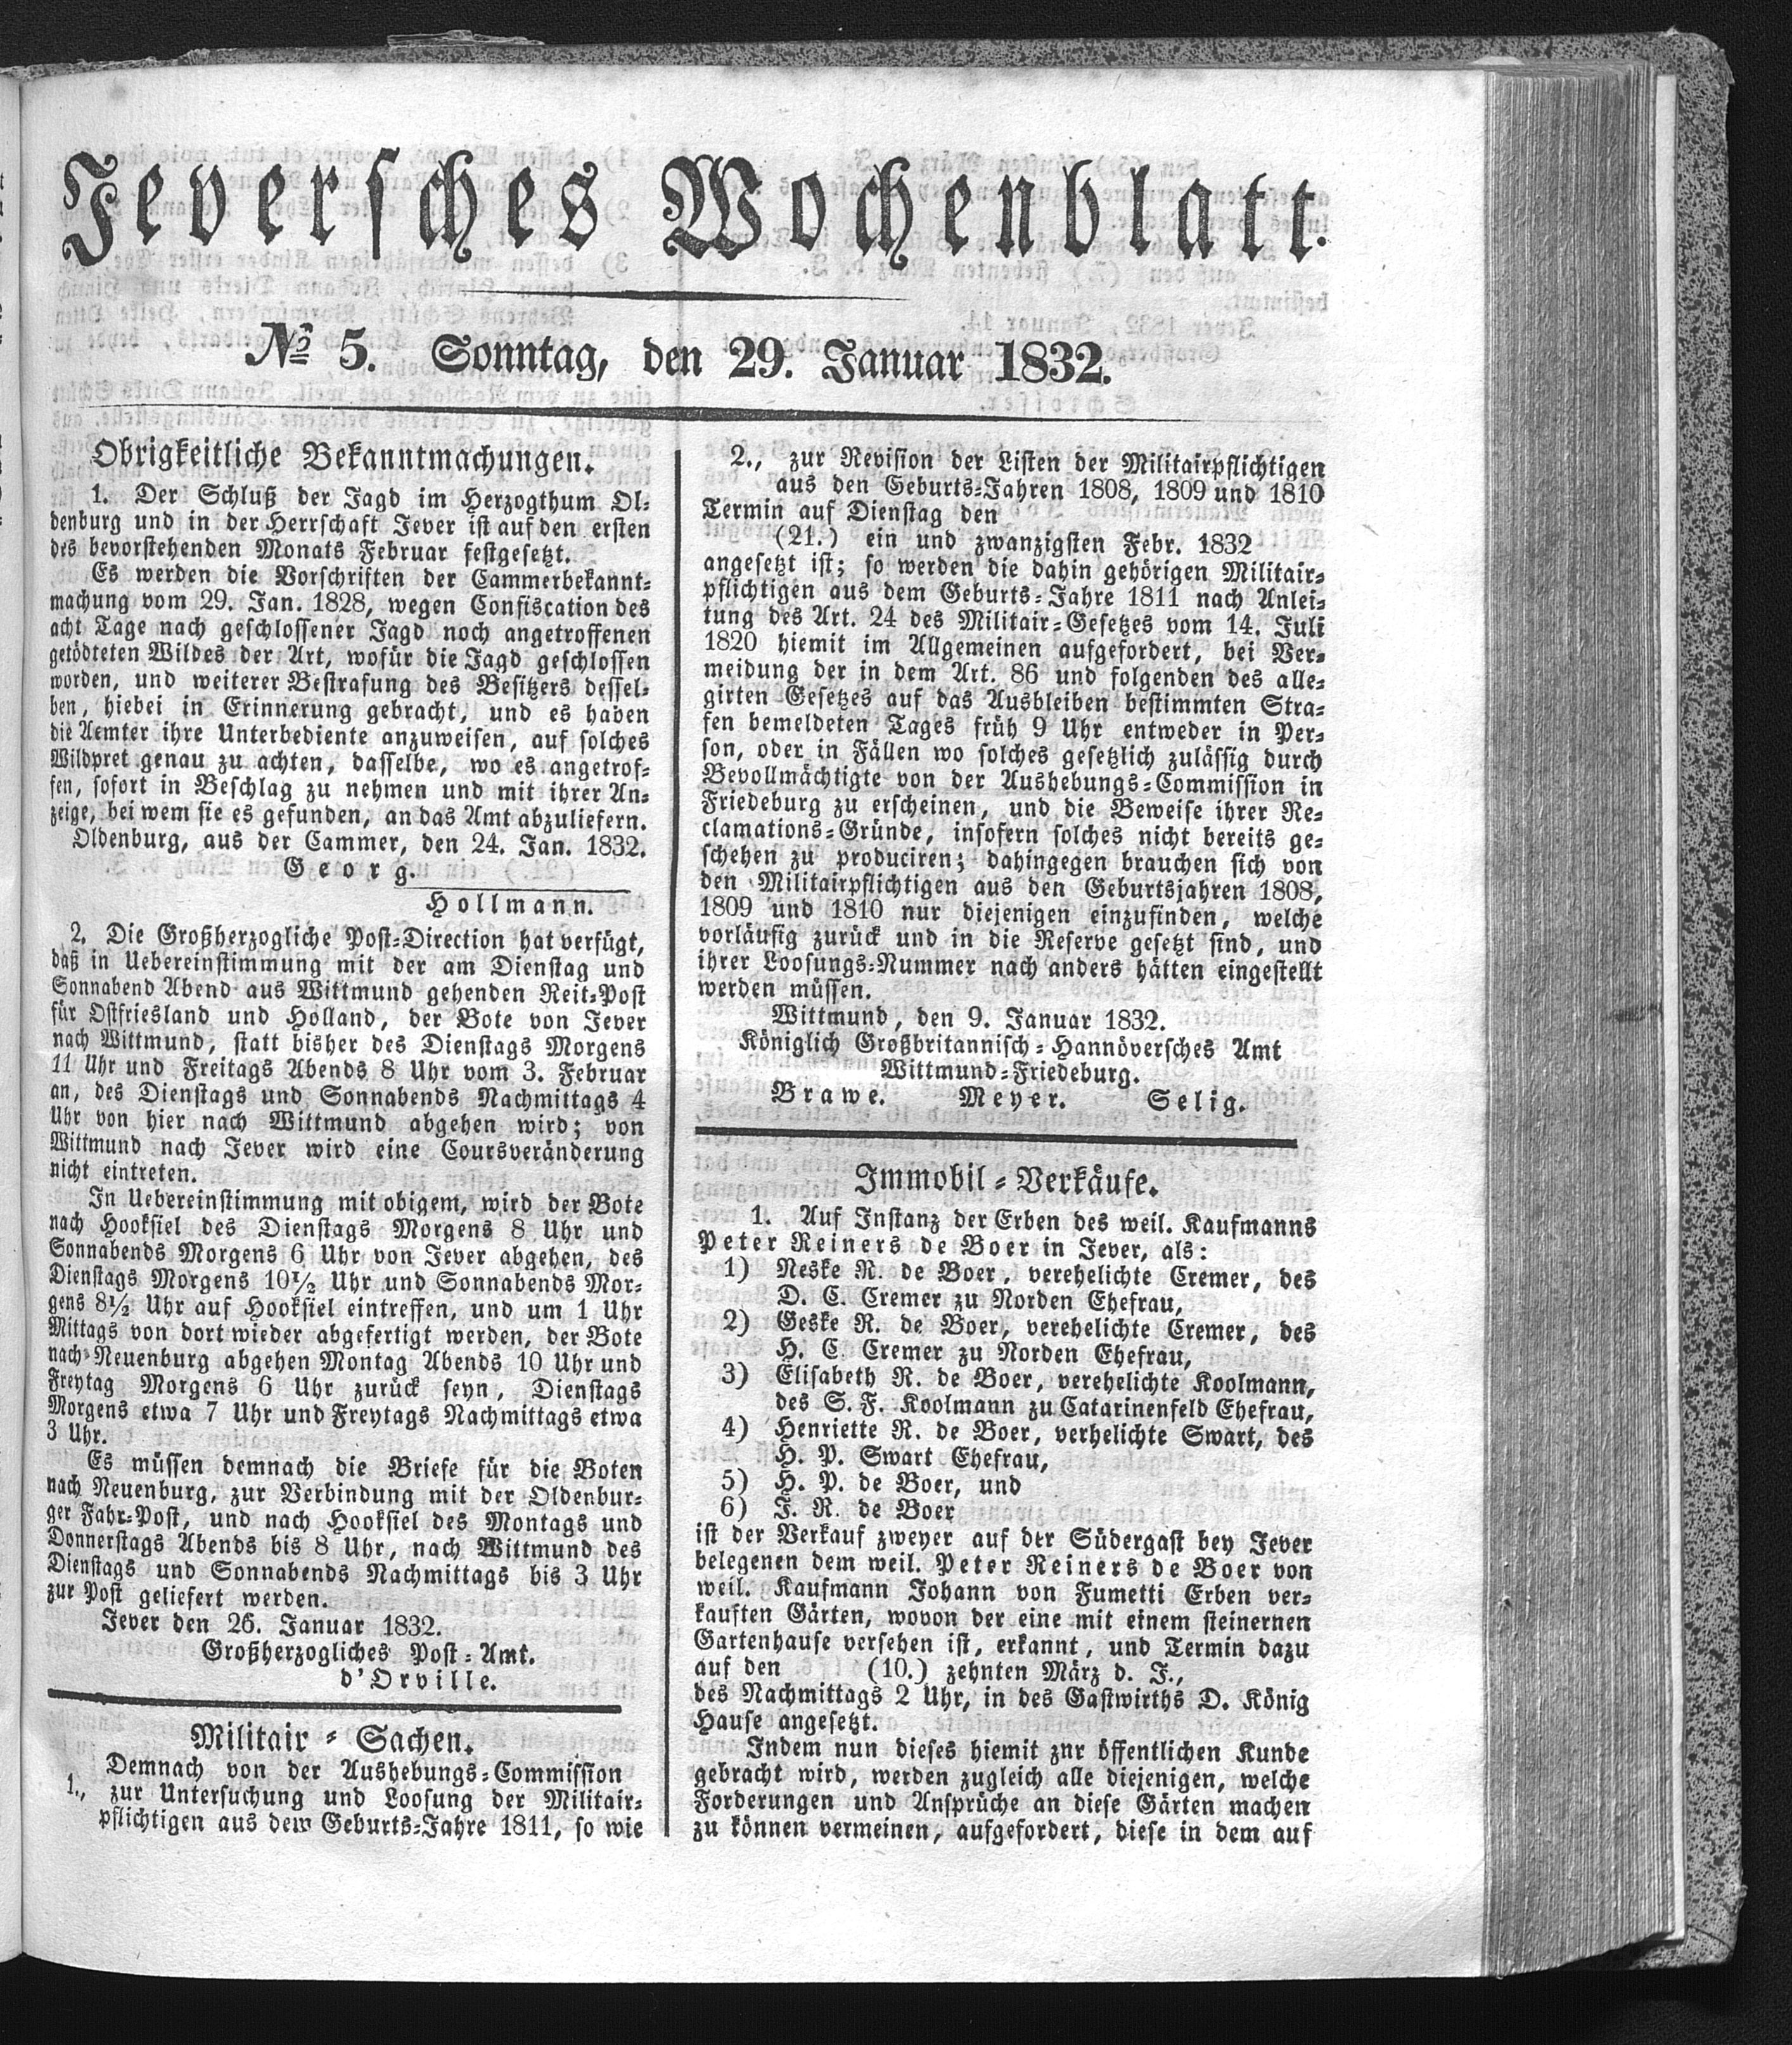 Jeversches Wochenblatt.
No 5. Sonntag, den 29. Januar 1832.
Obrigkeitliche Bekanntmachungen.
1. Der Schluß der Jagd im Herzogthum Ol-
denburg und in der Herrschaft Jever ist auf den ersten
des bevorstehenden Monats Februar festgesetzt.
Es werden die Vorschriften der Cammerbekannt-
machung vom 29. Jan. 1828, wegen Confiscation des
acht Tage nach geschlossener Jagd noch angetroffenen
getödteten Wildes der Art, wofür die Jagd geschlossen
worden, und weiterer Bestrafung des Besitzers dessel-
ben, hiebei in Erinnerung gebracht, und es haben
die Aemter ihre Unterbediente anzuweisen, auf solches
Wildpret genau zu achten, dasselbe, wo es angetrof-
fen, sofort in Beschlag zu nehmen und mit ihrer An-
zeige, bei wem sie es gefunden, an das Amt abzuliefern.
Oldenburg, aus der Cammer, den 24. Jan. 1832.
Georg.
Hollmann.
2. Die Großherzogliche Post-Direction hat verfügt,
daß in Uebereinstimmung mit der am Dienstag und
Sonnabend Abend aus Wittmund gehenden Reit-Post
für Ostfriesland und Holland, der Bote von Jever
nach Wittmund, statt bisher des Dienstags Morgens
11 Uhr und Freitags Abends 8 Uhr vom 3. Februar
an, des Dienstags und Sonnabends Nachmittags 4
Uhr von hier nach Wittmund abgehen wird; von
Wittmund nach Jever wird eine Coursveränderung
nicht eintreten.
In Uebereinstimmung mit obigem, wird der Bote
nach Hooksiel des Dienstags Morgens 8 Uhr und
Sonnabends Morgens 6 Uhr von Jever abgehen, des
Dienstags Morgens 10½ Uhr und Sonnabends Mor-
gens 8½ Uhr auf Hooksiel eintreffen, und um 1 Uhr
Mittags von dort wieder abgefertigt werden, der Bote
nach Neuenburg abgehen Montag Abends 10 Uhr und
Freytag Morgens 6 Uhr zurück seyn, Dienstags
Morgens etwa 7 Uhr und Freytags Nachmittags etwa
3 Uhr.
Es müssen demnach die Briefe für die Boten
nach Neuenburg, zur Verbindung mit der Oldenbur-
ger Fahr-Post, und nach Hooksiel des Montags und
Donnerstags Abends bis 8 Uhr, nach Wittmund des
Dienstags und Sonnabends Nachmittags bis 3 Uhr
zur Post geliefert werden.
Jever den 26. Januar 1832.
Großherzogliches Post-Amt.
d'Orville.
Militair-Sachen.
Demnach von der Aushebungs-Commission
1., zur Untersuchung und Loosung der Militair-
pflichtigen aus dem Geburts-Jahre 1811, so wie
2., zur Revision der Listen der Militairpflichtigen
aus den Geburts-Jahren 1808, 1809 und 1810
Termin auf Dienstag den
(21.) ein und zwanzigsten Febr. 1832
angesetzt ist; so werden die dahin gehörigen Militair-
pflichtigen aus dem Geburts-Jahre 1811 nach Anlei-
tung des Art. 24 des Militair-Gesetzes vom 14. Juli
1820 hiemit im Allgemeinen aufgefordert, bei Ver-
meidung der in dem Art. 86 und folgenden des alle-
girten Gesetzes auf das Ausbleiben bestimmten Stra-
fen bemeldeten Tages früh 9 Uhr entweder in Per-
son, oder in Fällen wo solches gesetzlich zulässig durch
Bevollmächtigte von der Aushebungs-Commission in
Friedeburg zu erscheinen, und die Beweise ihrer Re-
clamations-Gründe, insofern solches nicht bereits ge-
schehen zu produciren; dahingegen brauchen sich von
den Militairpflichtigen aus den Geburtsjahren 1808,
1809 und 1810 nur diejenigen einzufinden, welche
vorläufig zurück und in die Reserve gesetzt sind, und
ihrer Loosungs-Nummer nach anders hätten eingestellt
werden müssen.
Wittmund, den 9. Januar 1832.
Königlich Großbritannisch-Hannöversches Amt
Wittmund-Friedeburg.
Brawe. Meyer. Selig.
Immobil-Verkäufe.
1. Auf Instanz der Erben des weil. Kaufmanns
Peter Reiners de Boer in Jever, als:
1) Neske R. de Boer, verehelichte Cremer, des
D. C. Cremer zu Norden Ehefrau,
2) Geske R. de Boer, verehelichte Cremer, des
H. C. Cremer zu Norden Ehefrau,
3) Elisabeth R. de Boer, verehelichte Koolmann,
des S. F. Koolmann zu Catarinenfeld Ehefrau,
4) Henriette R. de Boer, verhelichte Swart, des
H. P. Swart Ehefrau,
5) H. P. de Boer, und
6) J. R. de Boer
ist der Verkauf zweyer auf der Südergast bey Jever
belegenen dem weil. Peter Reiners de Boer von
weil. Kaufmann Johann von Fumetti Erben ver-
kauften Gärten, wovon der eine mit einem steinernen
Gartenhause versehen ist, erkannt, und Termin dazu
auf den (10.) zehnten März d. J.,
des Nachmittags 2 Uhr, in des Gastwirths D. König
Hause angesetzt.
Indem nun dieses hiemit znr öffentlichen Kunde
gebracht wird, werden zugleich alle diejenigen, welche
Forderungen und Ansprüche an diese Gärten machen
zu können vermeinen, aufgefordert, diese in dem auf